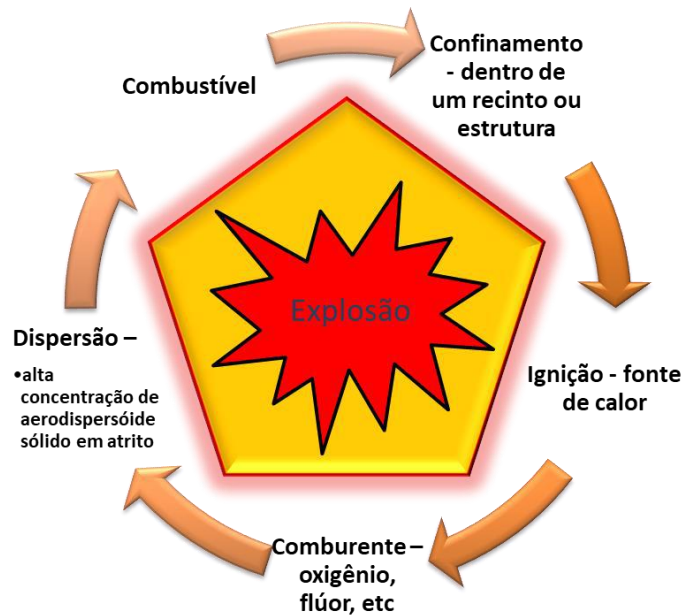 Combustível
Confinamento
- dentro de
um recinto ou
estrutura
Explosão
Dispersão –
•alta
concentração de
aerodispersóide
sólido em atrito
Ignição - fonte
de calor
Comburente –
oxigênio,
flúor, etc